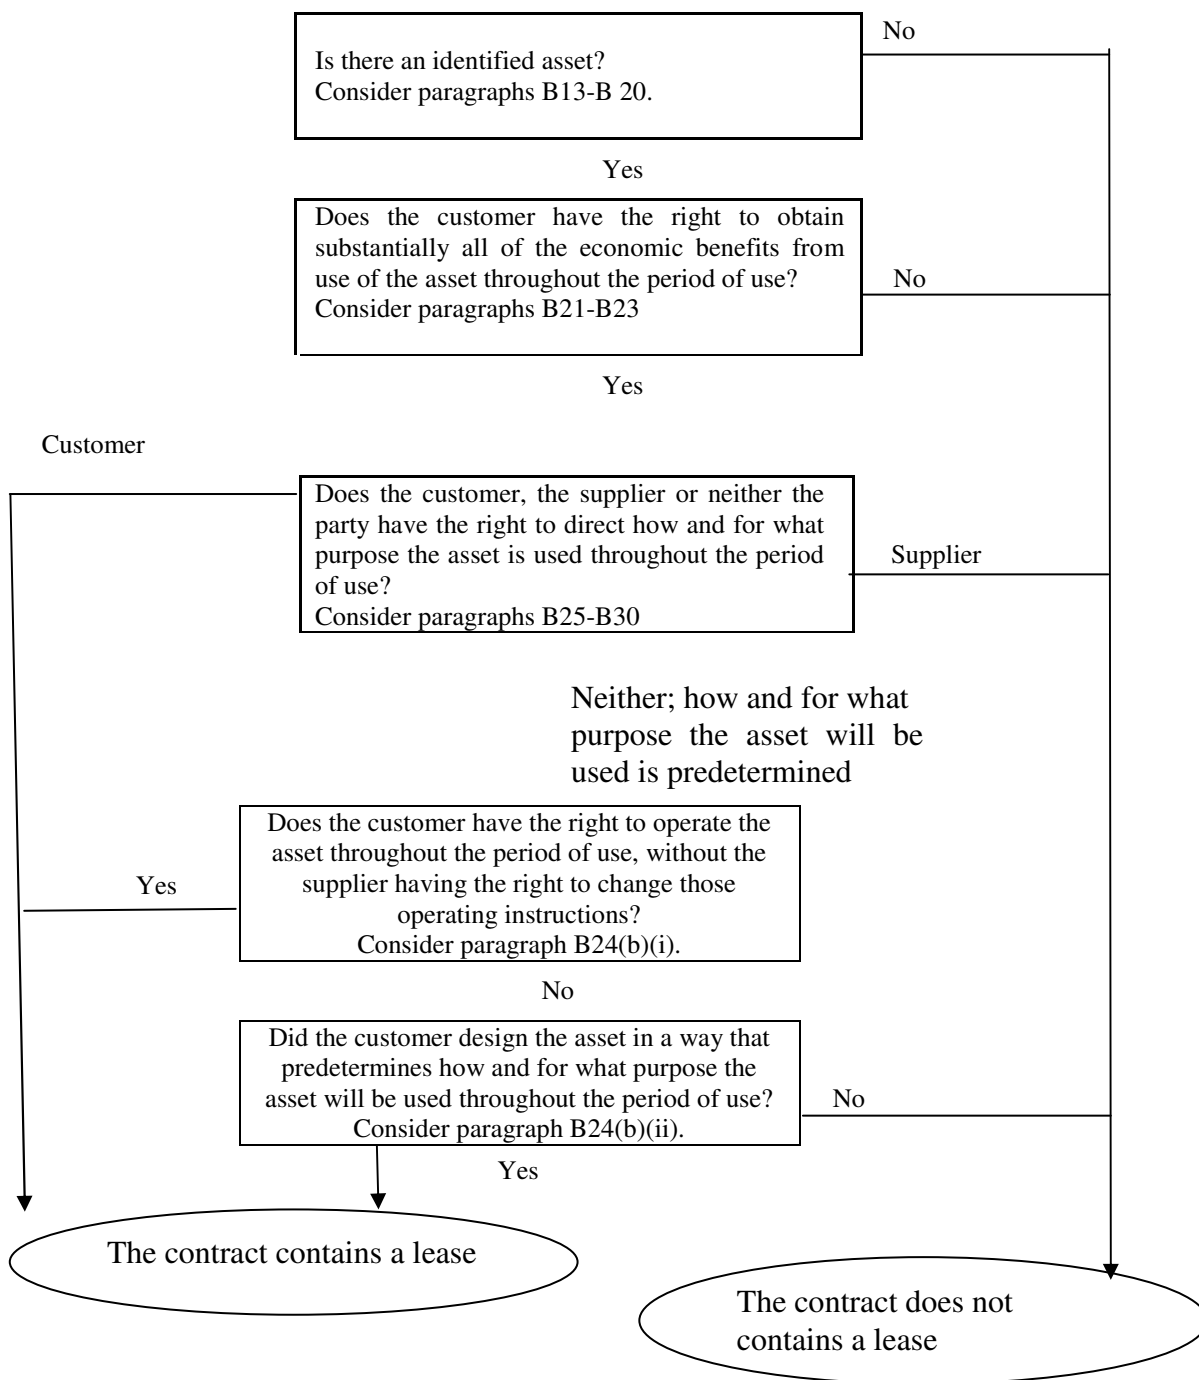 No
Is there an identified asset?
Consider paragraphs B13-B 20.
Yes
Does the customer have the right to obtain
substantially all of the economic benefits from
use of the asset throughout the period of use?
Consider paragraphs B21-B23
No
Yes
Customer
Does the customer, the supplier or neither the
party have the right to direct how and for what
purpose the asset is used throughout the period
of use?
Consider paragraphs B25-B30
Supplier
Neither; how and for what
purpose the asset will be
used is predetermined
Does the customer have the right to operate the
asset throughout the period of use, without the
supplier having the right to change those
operating instructions?
Consider paragraph B24(b)(i).
Yes
No
Did the customer design the asset in a way that
predetermines how and for what purpose the
asset will be used throughout the period of use?
Consider paragraph B24(b)(ii).
No
Yes
The contract contains a lease
The contract does not
contains a lease